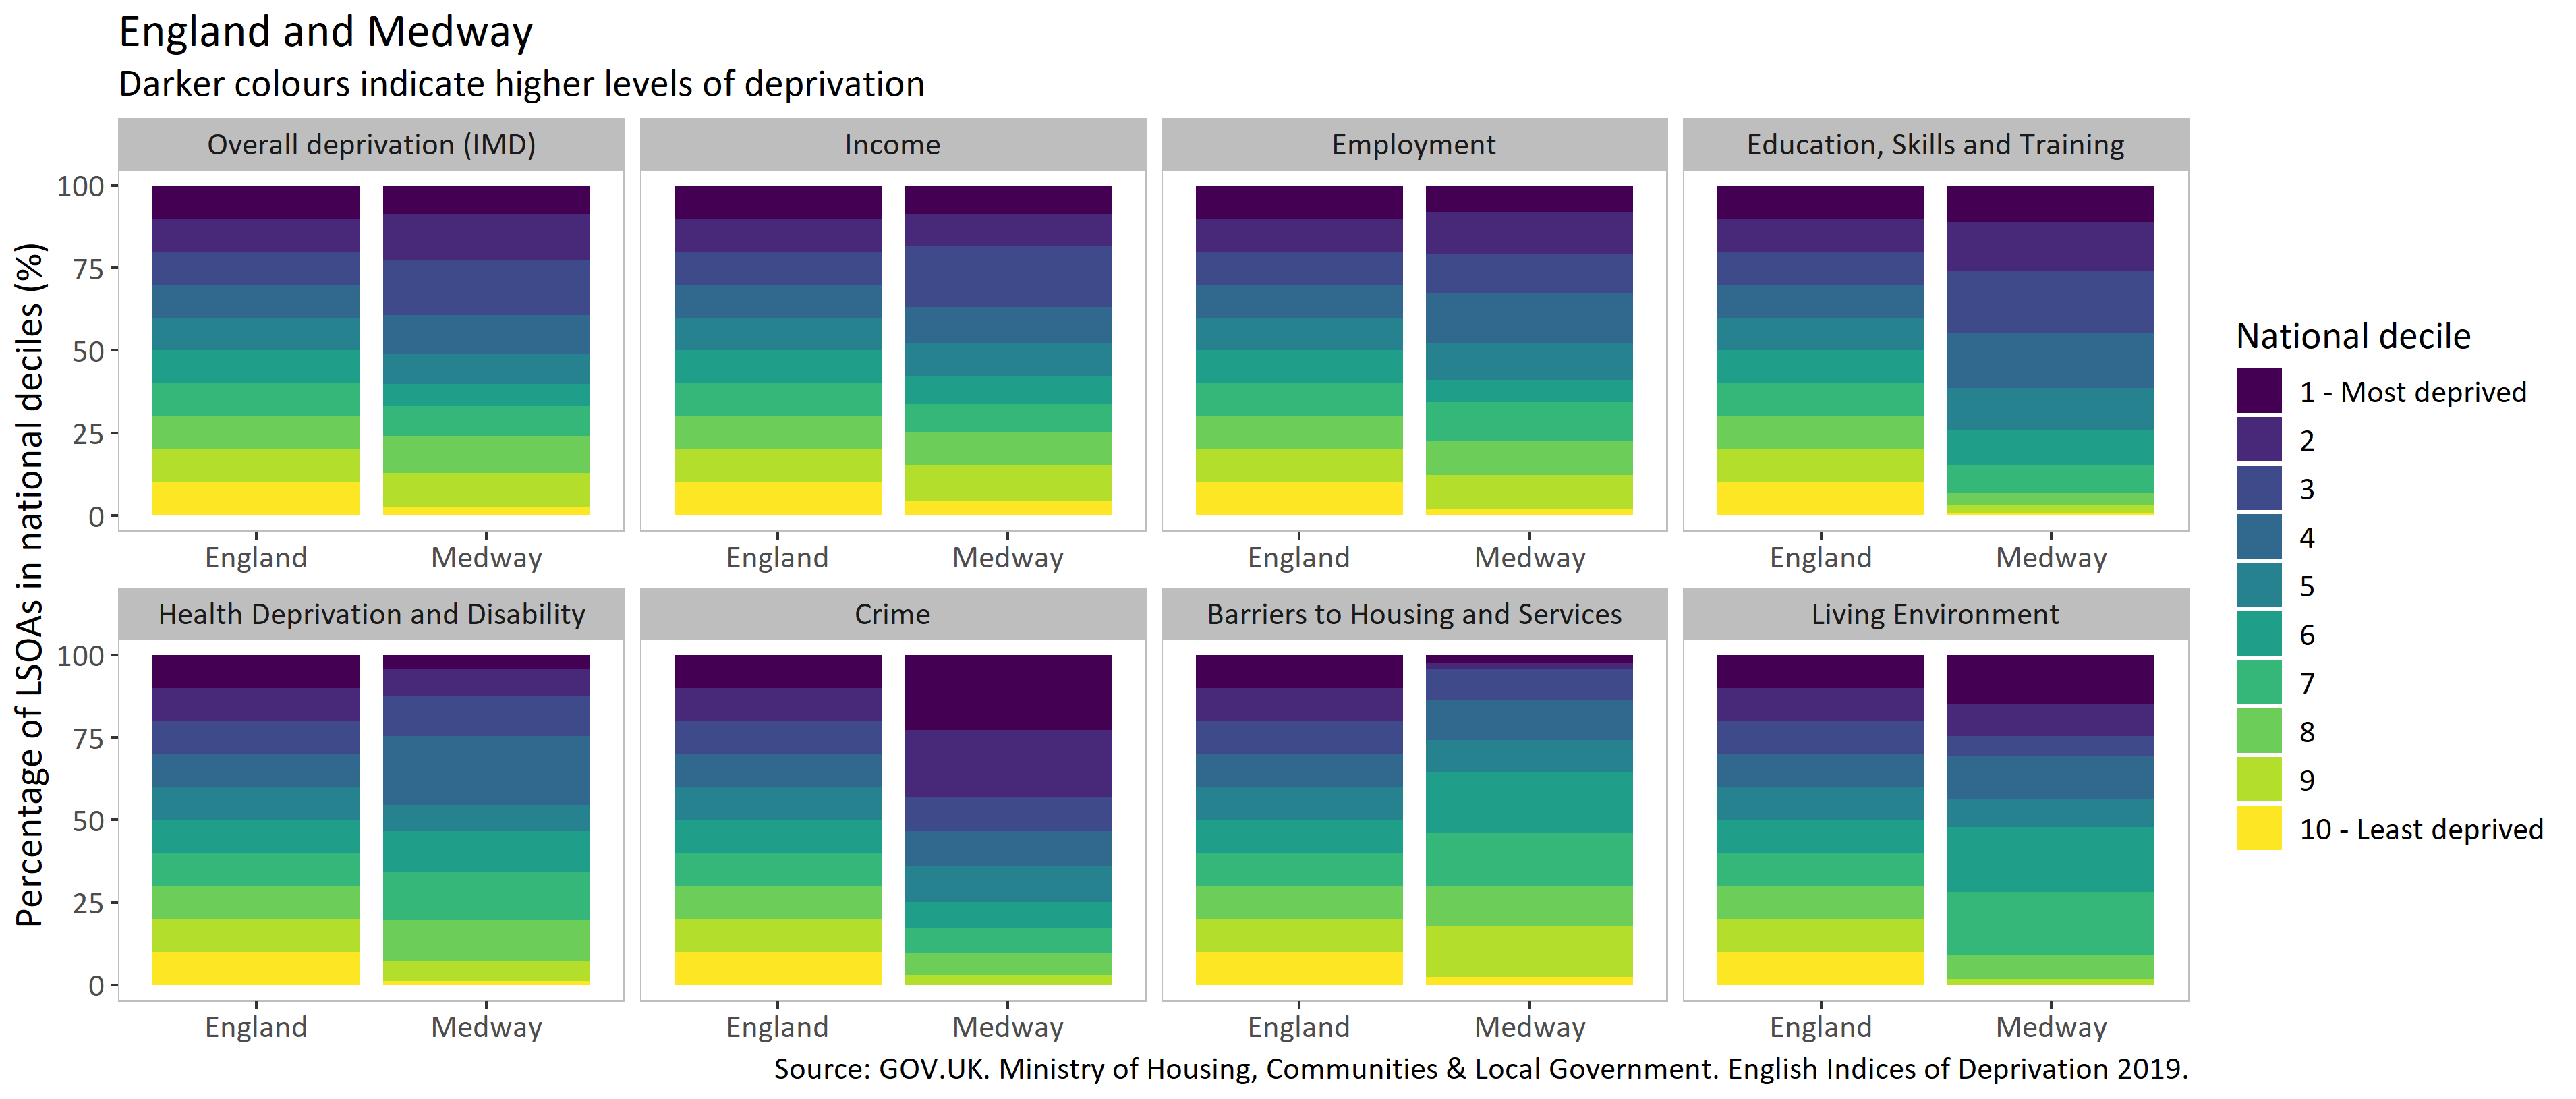 England and Medway
Darker colours indicate higher levels of deprivation
Overall deprivation (IMD)
Income
Employment
Education, Skills and Training
Percentage of LSOAs in national deciles (%)
100
75
50
25
0
England
Medway
England
Medway
England
Medway
England
Medway
Health Deprivation and Disability
Crime
Barriers to Housing and Services
Living Environment
100
75
50
25
0
England
Medway
England
Medway
England
Medway
England
Medway
National decile
1 - Most deprived
2
3
4
5
6
7
8
9
10 - Least deprived
Source: GOV.UK. Ministry of Housing, Communities & Local Government. English Indices of Deprivation 2019.